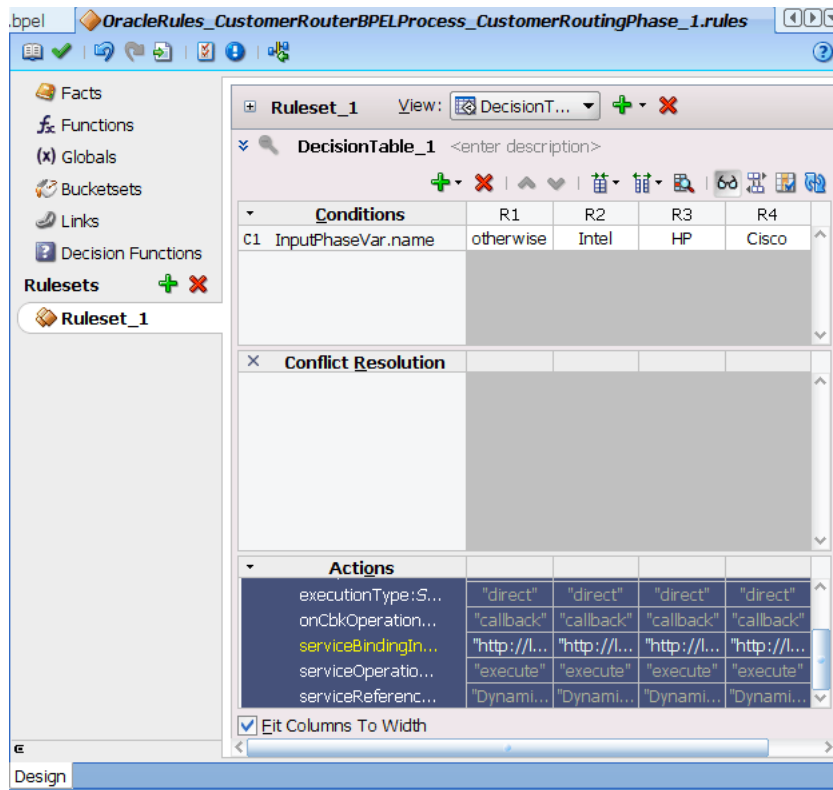 .bpel OracleRules_CustomerRouterBPELProcess_CustomerRoutingPhase_1.rules
Facts
Functions
Globals
Bucketsets
Links
Decision Functions
Rulesets
Ruleset_1
Ruleset_1 View: DecisionT...
DecisionTable_1 <enter description>
Conditions R1 R2 R3 R4
C1 InputPhaseVar.name otherwise Intel HP Cisco
Conflict Resolution
Actions
executionType:S... "direct" "direct" "direct" "direct"
onCbkOperation... "callback" "callback" "callback" "callback"
serviceBindingIn... "http://l... "http://l... "http://l... "http://l...
serviceOperatio... "execute" "execute" "execute" "execute"
serviceReferenc... "Dynami... "Dynami... "Dynami... "Dynami...
Fit Columns To Width
Design